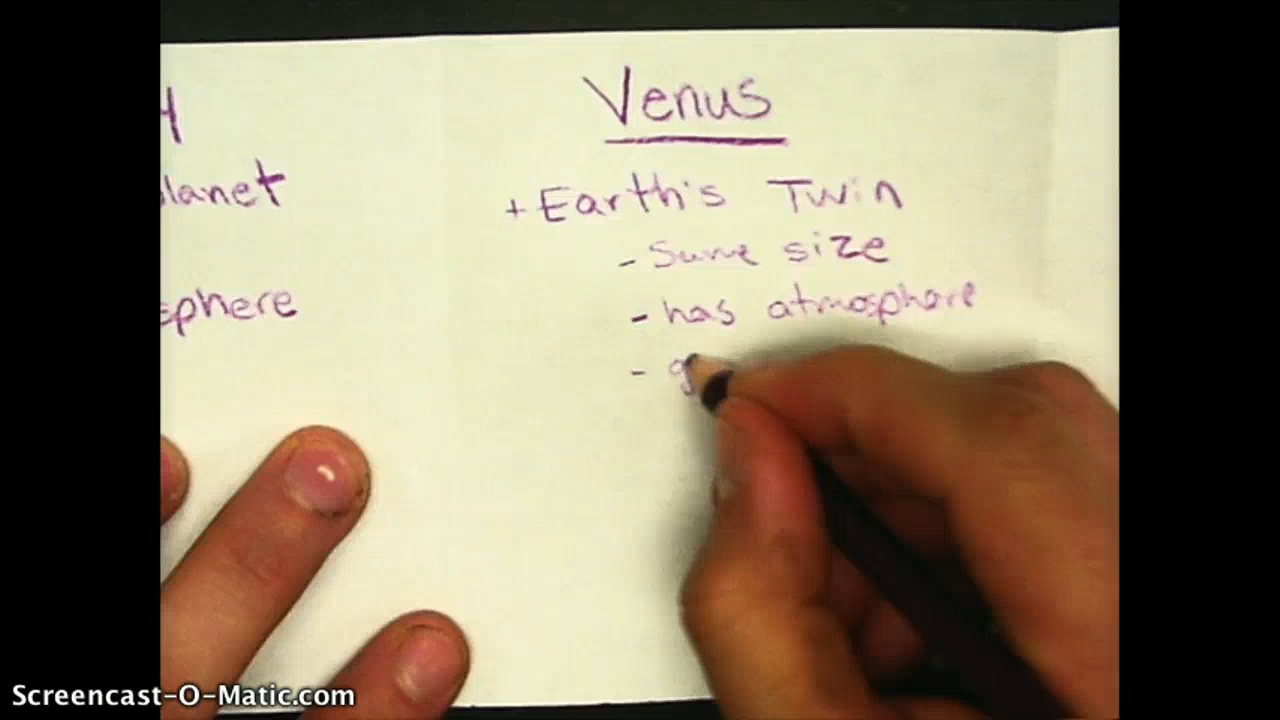 Venus
lanet
+ Earth's Twin
- Same size
sphere
- has atmosphere
- g
Screencast-O-Matic.com